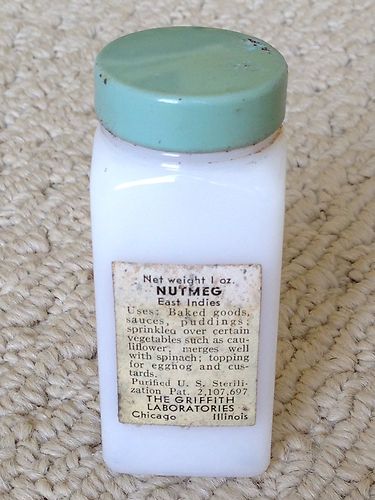 Net weight 1 oz.
NUTMEG
East Indies
Uses: Baked goods,
sauces, puddings;
sprinkled over certain
vegetables such as cau-
liflower; merges well
with spinach; topping
for eggnog and cus-
tards.
Purified U. S. Sterili-
zation Pat. 2,107,697
THE GRIFFITH
LABORATORIES
Chicago Illinois